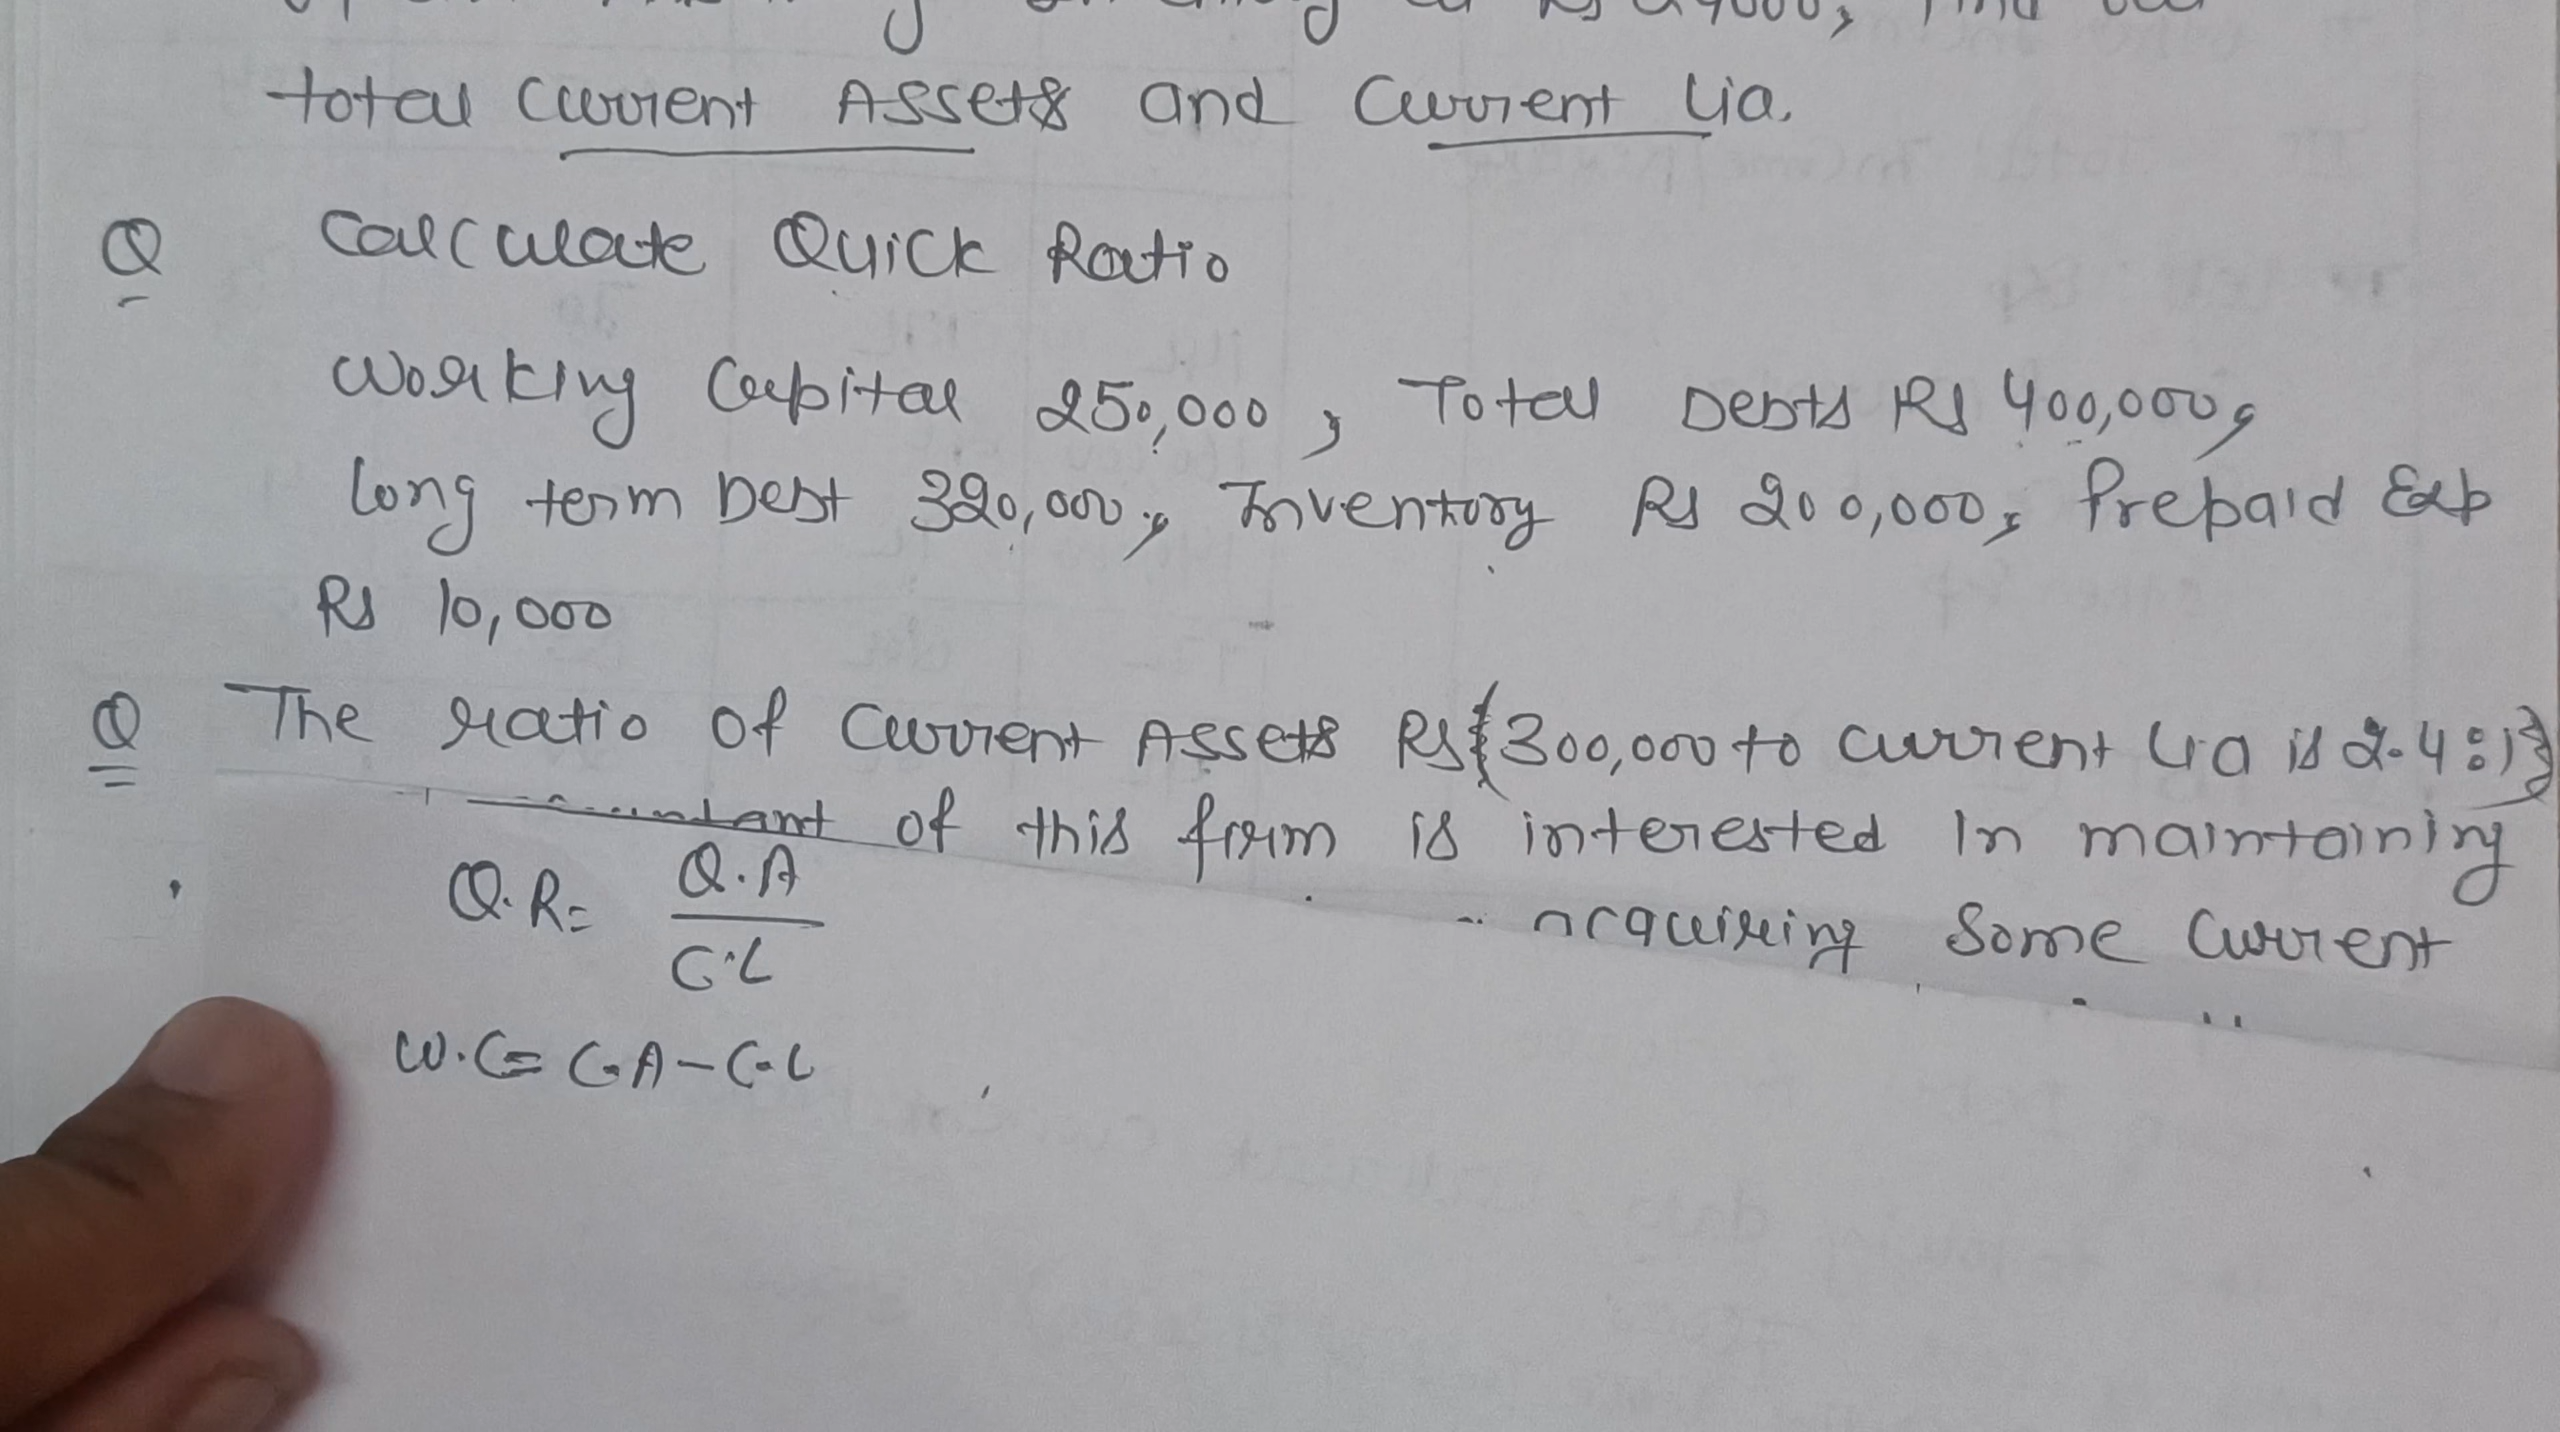 total Current Assets and Current Lia.
Q Calculate Quick Ratio
Working Capital 250,000, Total Debts Rs 400,000,
Long term Debt 320,000, Inventory Rs 200,000, Prepaid Exp
Rs 10,000
Q The ratio of Current Assets Rs {300,000 to current Lia is 2.4:1}
of this firm is interested in maintaining
acquiring Some Current
Q.R = Q.A
C.L
W.C = C.A - C.L